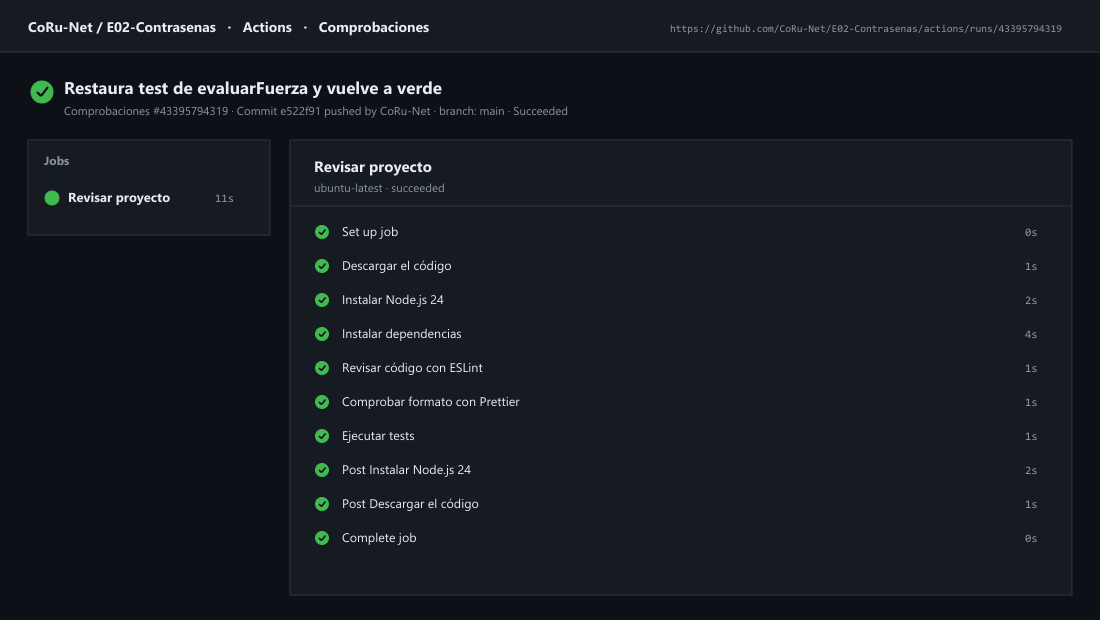 CoRu-Net / E02-Contrasenas · Actions · Comprobaciones
https://github.com/CoRu-Net/E02-Contrasenas/actions/runs/43395794319
Restaura test de evaluarFuerza y vuelve a verde
Comprobaciones #43395794319 · Commit e522f91 pushed by CoRu-Net · branch: main · Succeeded
Jobs
Revisar proyecto 11s
Revisar proyecto
ubuntu-latest · succeeded
Set up job 0s
Descargar el código 1s
Instalar Node.js 24 2s
Instalar dependencias 4s
Revisar código con ESLint 1s
Comprobar formato con Prettier 1s
Ejecutar tests 1s
Post Instalar Node.js 24 2s
Post Descargar el código 1s
Complete job 0s